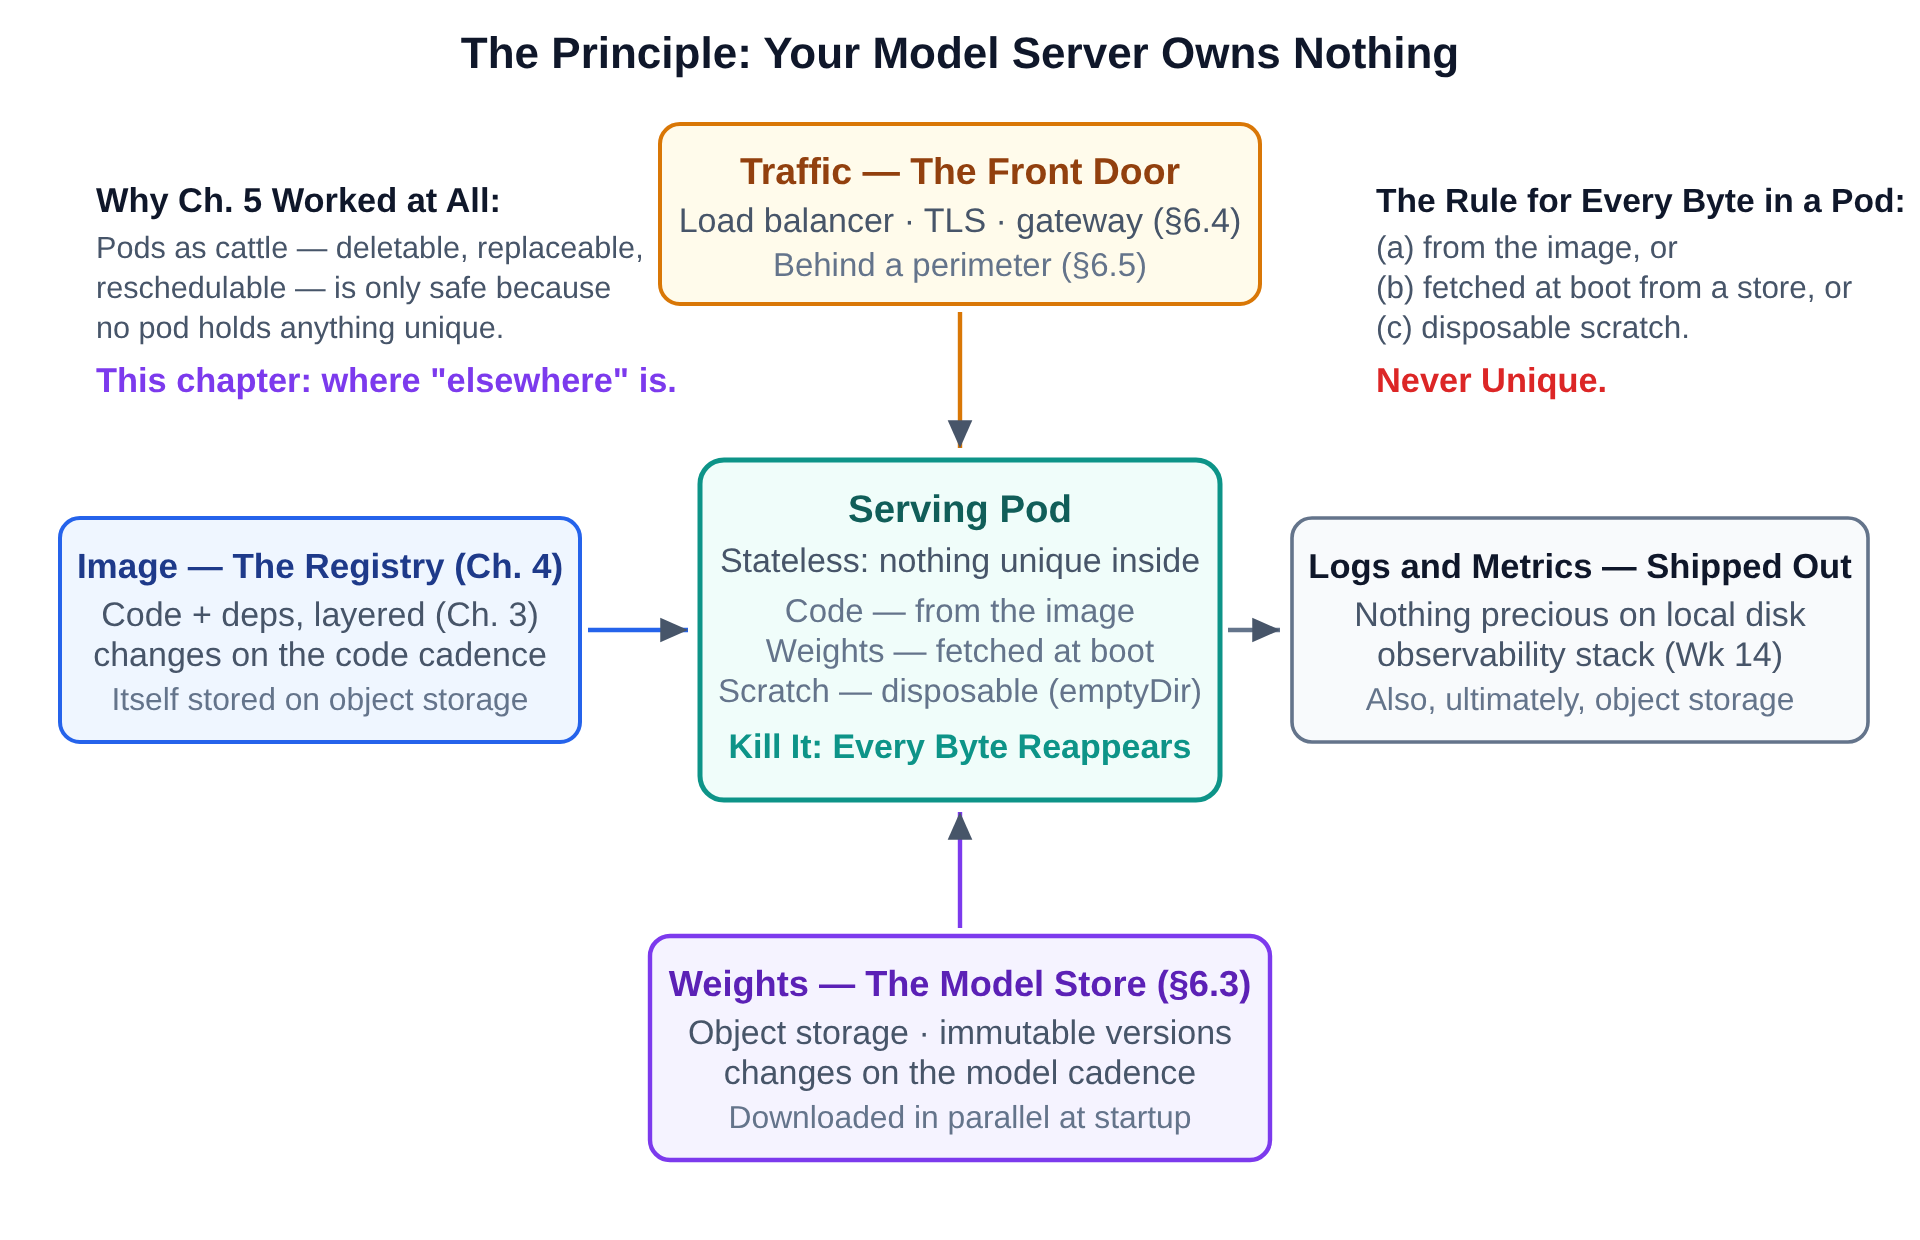 The Principle: Your Model Server Owns Nothing
Why Ch. 5 Worked at All:
Pods as cattle — deletable, replaceable,
reschedulable — is only safe because
no pod holds anything unique.
This chapter: where "elsewhere" is.
Traffic — The Front Door
Load balancer · TLS · gateway (§6.4)
Behind a perimeter (§6.5)
The Rule for Every Byte in a Pod:
(a) from the image, or
(b) fetched at boot from a store, or
(c) disposable scratch.
Never Unique.
Image — The Registry (Ch. 4)
Code + deps, layered (Ch. 3)
changes on the code cadence
Itself stored on object storage
Serving Pod
Stateless: nothing unique inside
Code — from the image
Weights — fetched at boot
Scratch — disposable (emptyDir)
Kill It: Every Byte Reappears
Logs and Metrics — Shipped Out
Nothing precious on local disk
observability stack (Wk 14)
Also, ultimately, object storage
Weights — The Model Store (§6.3)
Object storage · immutable versions
changes on the model cadence
Downloaded in parallel at startup